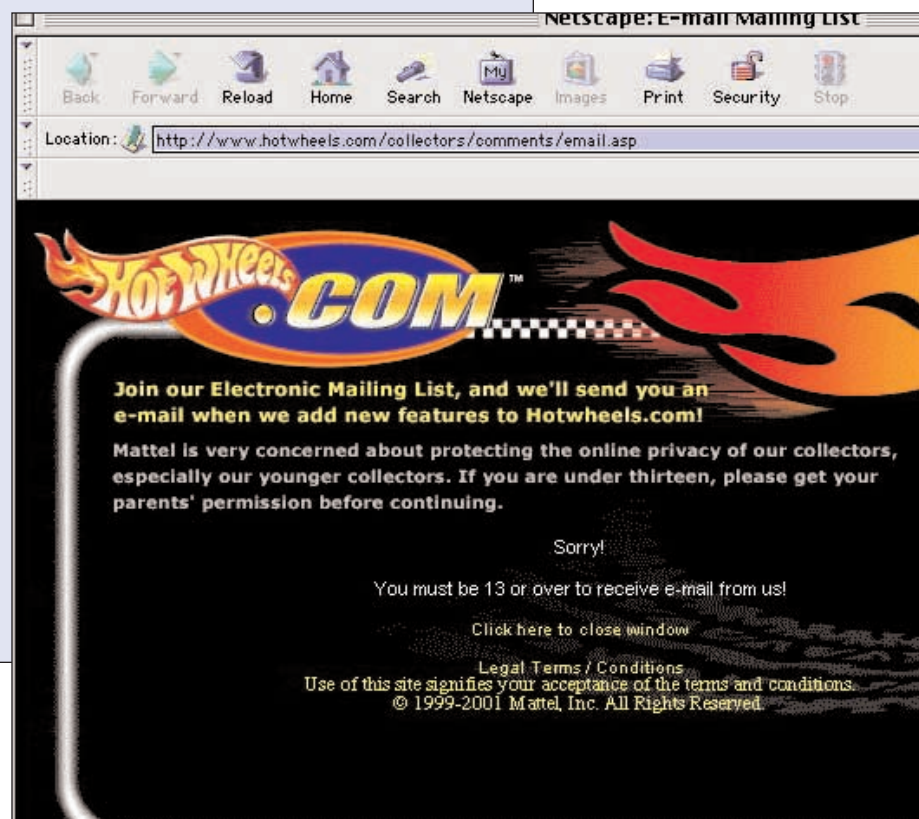 Netscape: E-mail Mailing List
Back Forward Reload Home Search Netscape Images Print Security Stop
My
Location: http://www.hotwheels.com/collectors/comments/email.asp
HOT WHEELS .COM™
Join our Electronic Mailing List, and we'll send you an
e-mail when we add new features to Hotwheels.com!
Mattel is very concerned about protecting the online privacy of our collectors,
especially our younger collectors. If you are under thirteen, please get your
parents' permission before continuing.
Sorry!
You must be 13 or over to receive e-mail from us!
Click here to close window
Legal Terms / Conditions
Use of this site signifies your acceptance of the terms and conditions.
© 1999-2001 Mattel, Inc. All Rights Reserved.